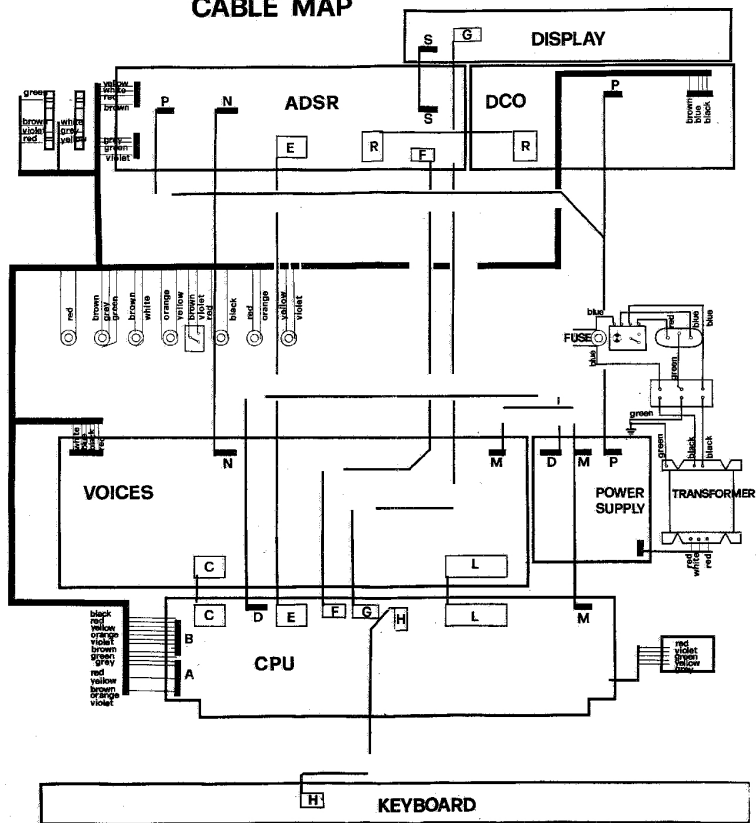 CABLE MAP
S
G
DISPLAY
yellow
white
red
brown
P
N
ADSR
S
DCO
P
brown
blue
black
green
brown
violet
red
white
grey
yellow
grey
green
violet
E
R
F
R
red
brown
gray
green
brown
white
orange
yellow
brown
violet
red
black
red
orange
yellow
violet
blue
FUSE
blue
red
blue
blue
green
green
green
black
black
white
blue
black
red
N
M
D
M
P
VOICES
POWER
SUPPLY
TRANSFORMER
C
L
red
white
red
black
red
yellow
orange
violet
brown
green
gray
B
C
D
E
F
G
H
L
M
CPU
red
yellow
brown
orange
violet
A
red
violet
green
yellow
grey
H
KEYBOARD